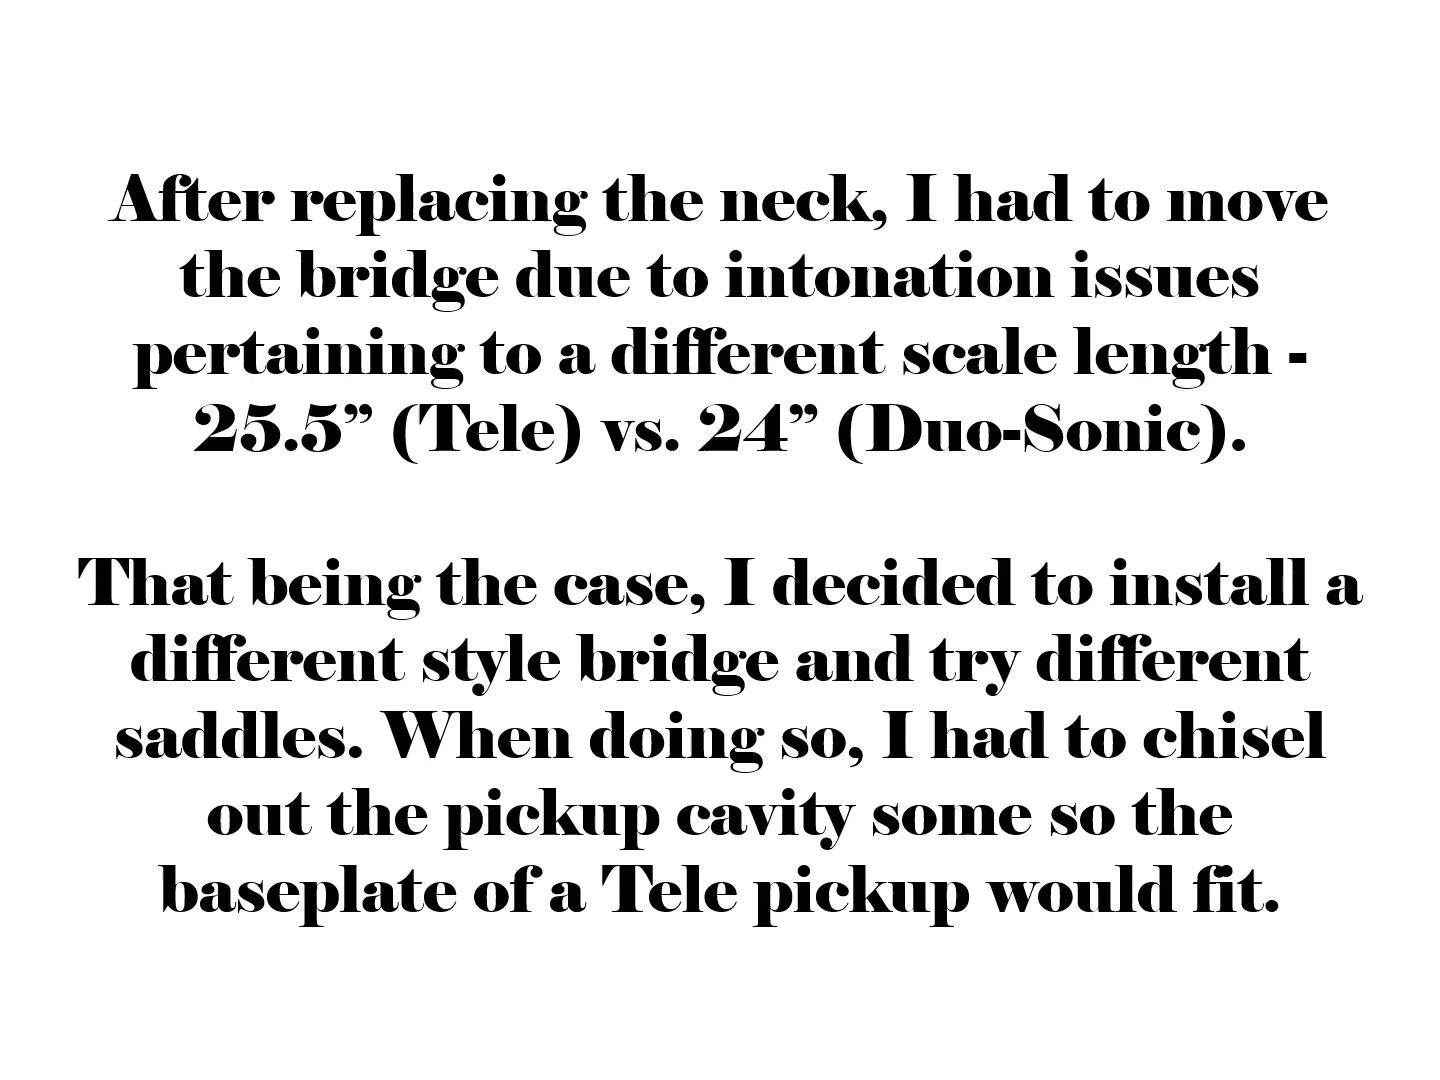 After replacing the neck, I had to move
the bridge due to intonation issues
pertaining to a different scale length -
25.5” (Tele) vs. 24” (Duo-Sonic).
That being the case, I decided to install a
different style bridge and try different
saddles. When doing so, I had to chisel
out the pickup cavity some so the
baseplate of a Tele pickup would fit.